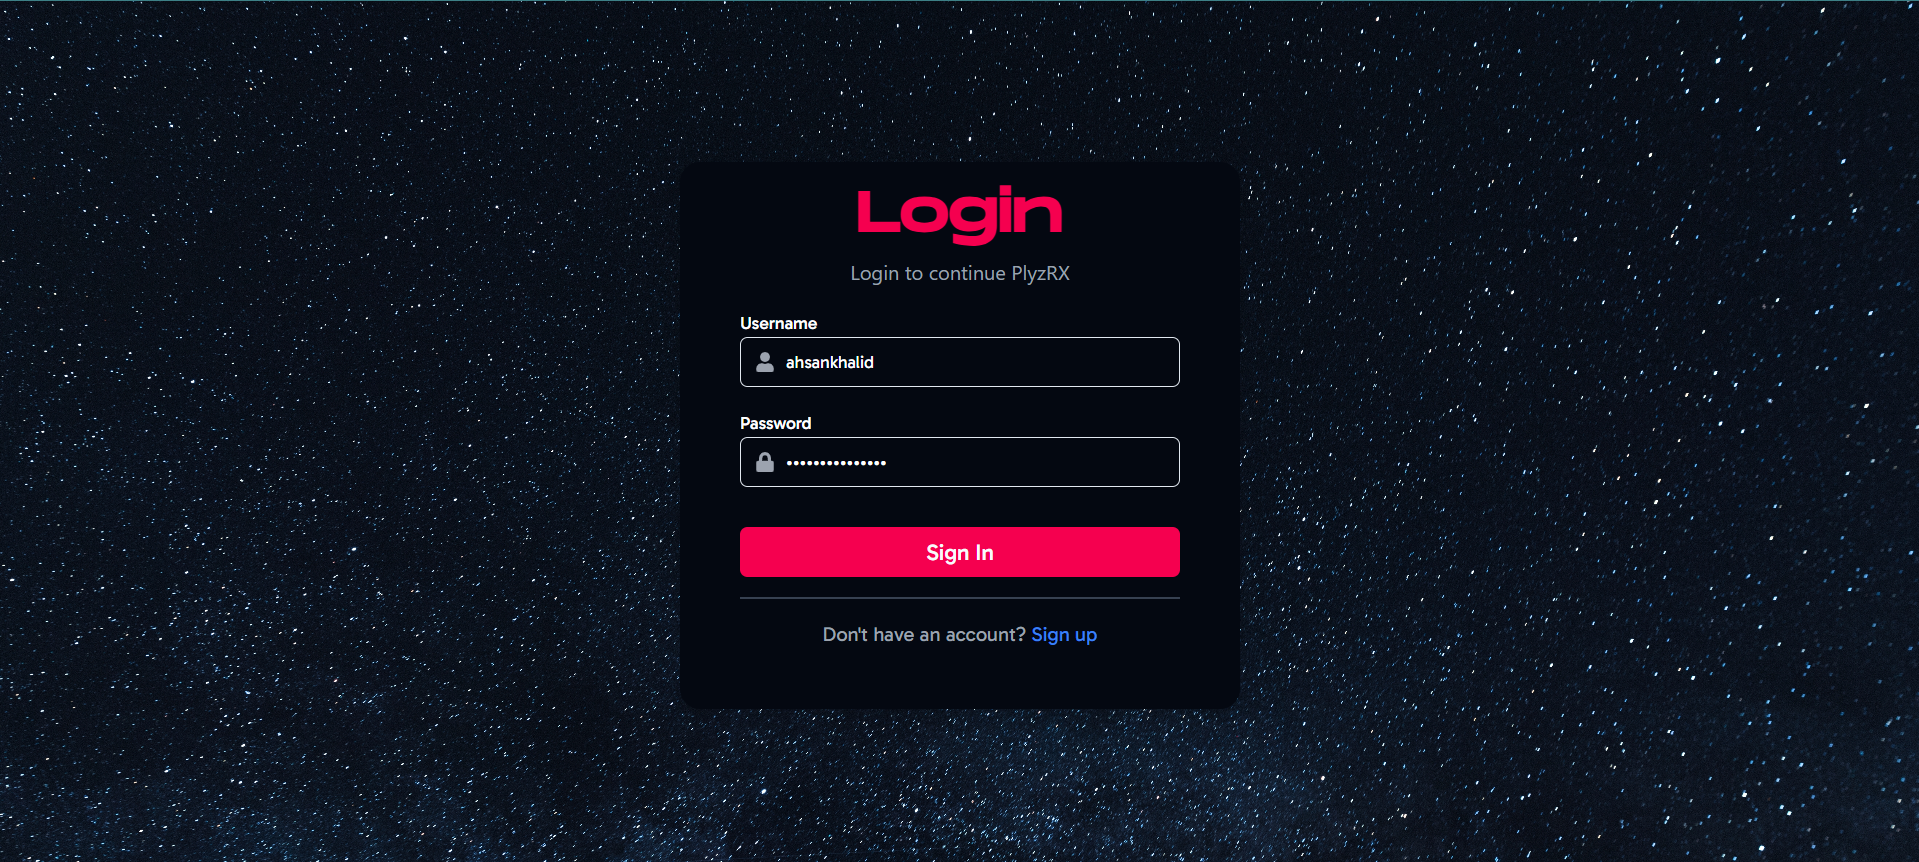 Login
Login to continue PlyzRX
Username
ahsankhalid
Password
•••••••••••••••
Sign In
Don't have an account? Sign up